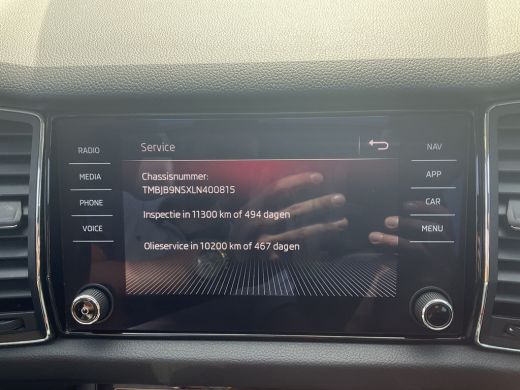 Service
RADIO
MEDIA
PHONE
VOICE
Chassisnummer:
TMBJB9NSXLN400815
Inspectie in 11300 km of 494 dagen
Olieservice in 10200 km of 467 dagen
NAV
APP
CAR
MENU